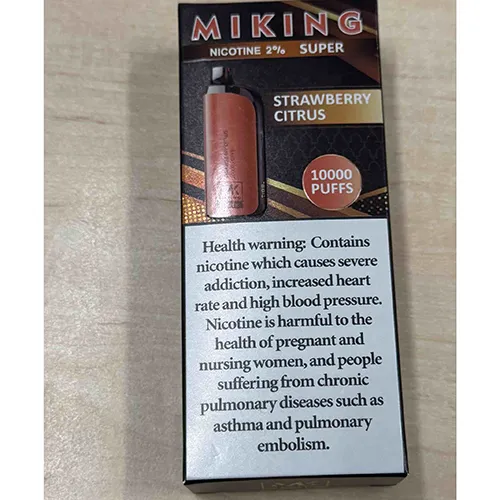 MIKING
NICOTINE 2% SUPER
STRAWBERRY
CITRUS
10000
PUFFS
Health warning: Contains
nicotine which causes severe
addiction, increased heart
rate and high blood pressure.
Nicotine is harmful to the
health of pregnant and
nursing women, and people
suffering from chronic
pulmonary diseases such as
asthma and pulmonary
embolism.